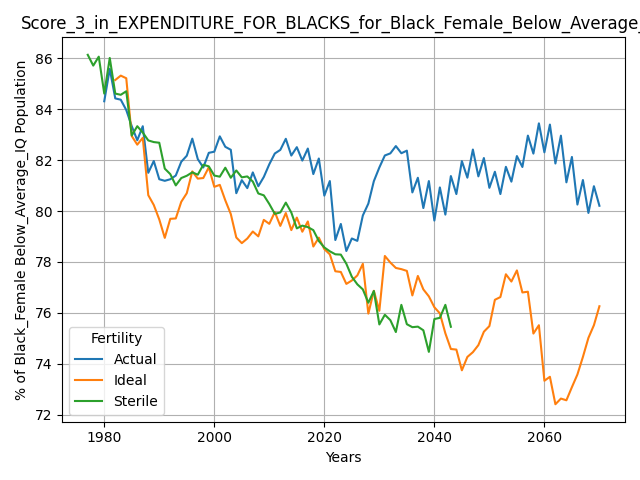 Score_3_in_EXPENDITURE_FOR_BLACKS_for_Black_Female_Below_Average_
86
84
82
80
78
76
74
72
% of Black_Female Below_Average_IQ Population
Fertility
Actual
Ideal
Sterile
1980
2000
2020
2040
2060
Years